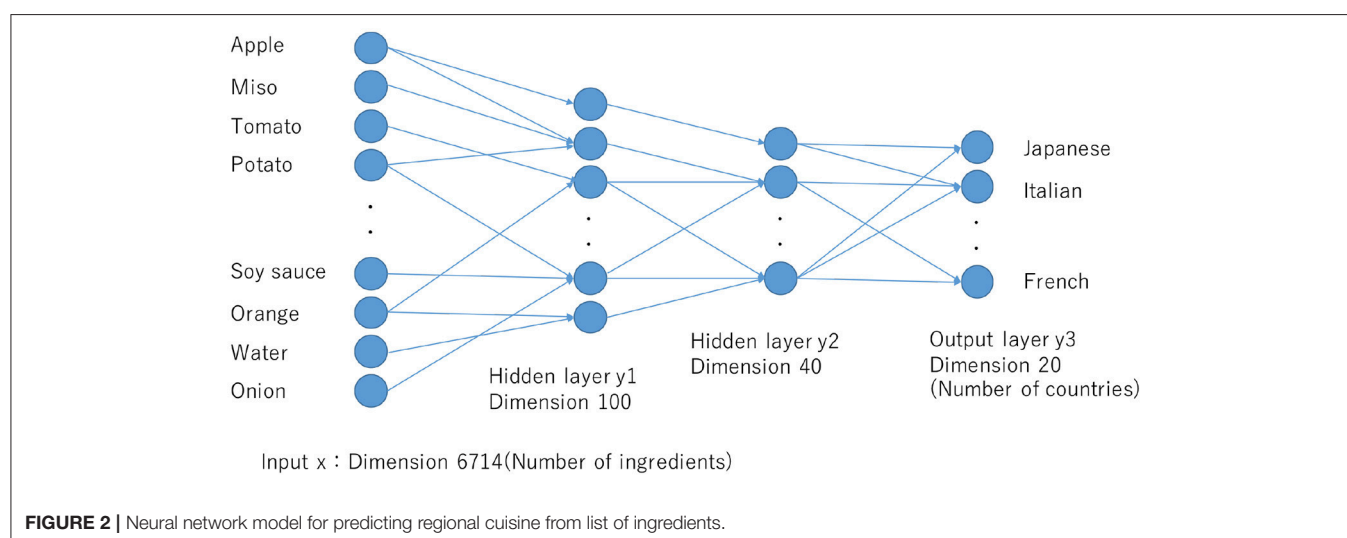 Apple
Miso
Tomato
Potato
Soy sauce
Orange
Water
Onion
Hidden layer y1
Dimension 100
Hidden layer y2
Dimension 40
Japanese
Italian
French
Output layer y3
Dimension 20
(Number of countries)
Input x：Dimension 6714(Number of ingredients)
FIGURE 2 | Neural network model for predicting regional cuisine from list of ingredients.